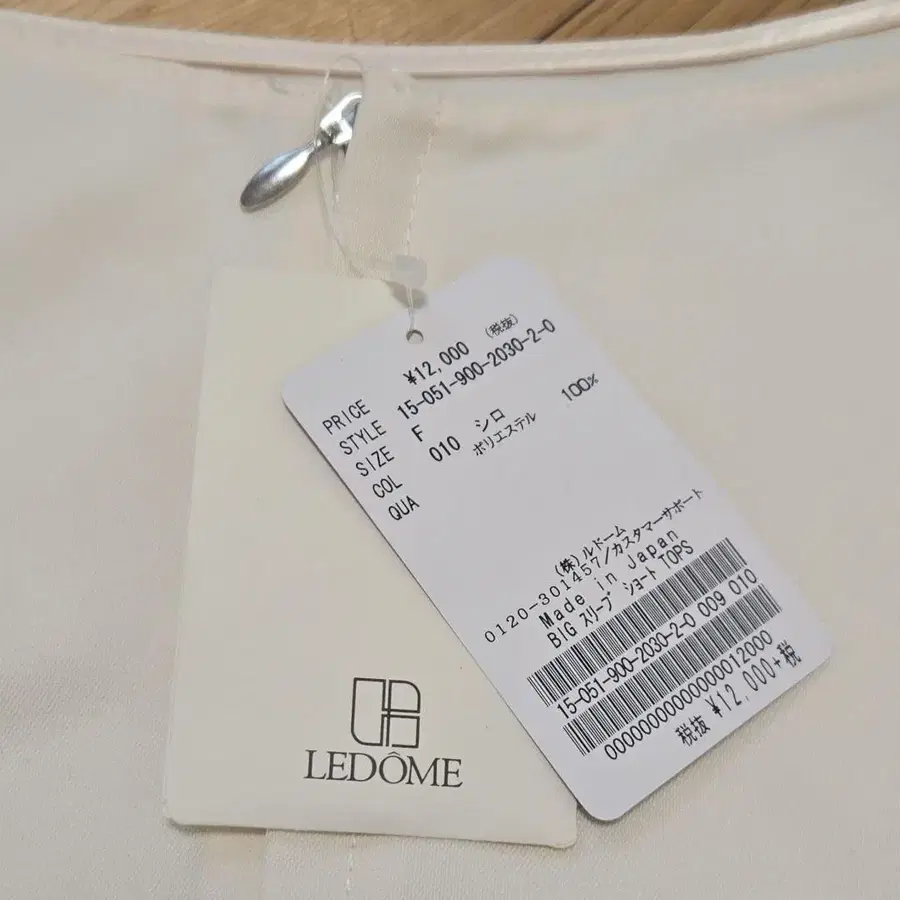 PRICE ¥12,000 (税抜)
STYLE 15-051-900-2030-2-0
SIZE F
COL 010 シロ
QUA ポリエステル 100%
(株)ルドーム
0120-301457/カスタマーサポート
Made in Japan
BIG スリーブ ショート TOPS
15-051-900-2030-2-0 009 010
0000000000000012000
税抜 ¥12,000+税
LEDÔME